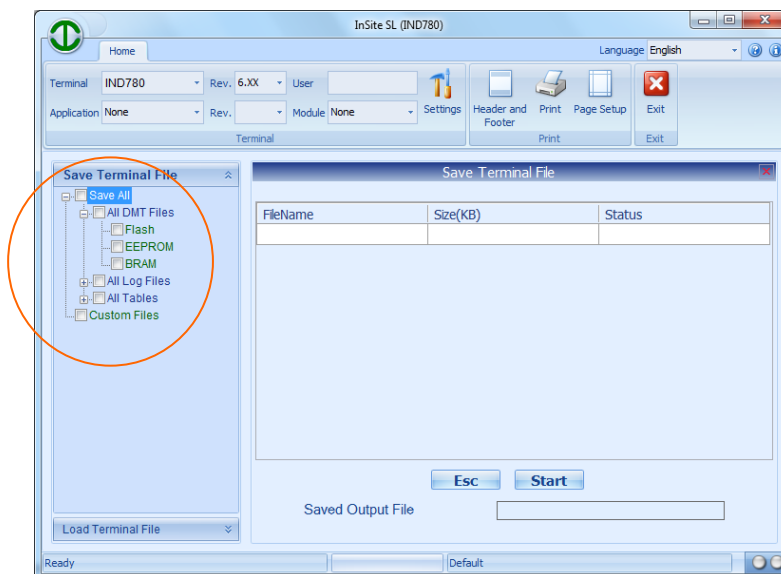 InSite SL (IND780)
Home
Language English
Terminal IND780 Rev. 6.XX User
Application None Rev. Module None
Settings
Header and Footer
Print
Page Setup
Exit
Terminal
Print
Exit
Save Terminal File
Save All
All DMT Files
Flash
EEPROM
BRAM
All Log Files
All Tables
Custom Files
Load Terminal File
Save Terminal File
FileName Size(KB) Status
Esc Start
Saved Output File
Ready
Default